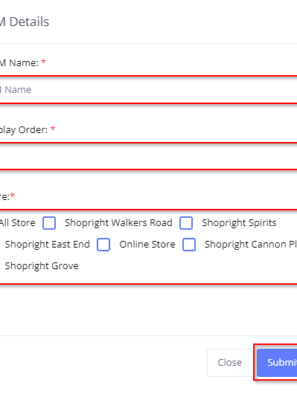 M Details
M Name: *
M Name
play Order: *
re:*
All Store Shopright Walkers Road Shopright Spirits
Shopright East End Online Store Shopright Cannon Pl
Shopright Grove
Close Submit